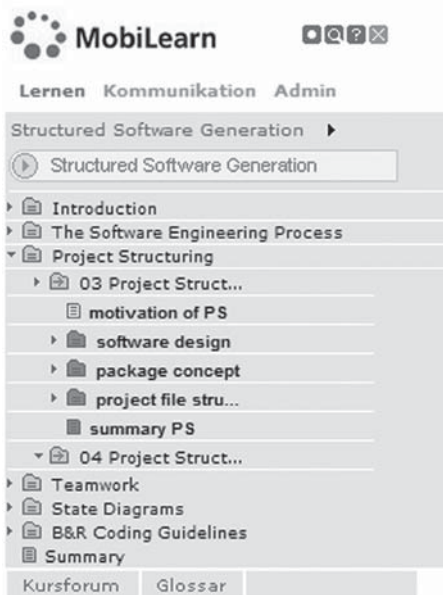 MobiLearn
Lernen Kommunikation Admin
Structured Software Generation
Structured Software Generation
Introduction
The Software Engineering Process
Project Structuring
03 Project Struct...
motivation of PS
software design
package concept
project file stru...
summary PS
04 Project Struct...
Teamwork
State Diagrams
B&R Coding Guidelines
Summary
Kursforum Glossar